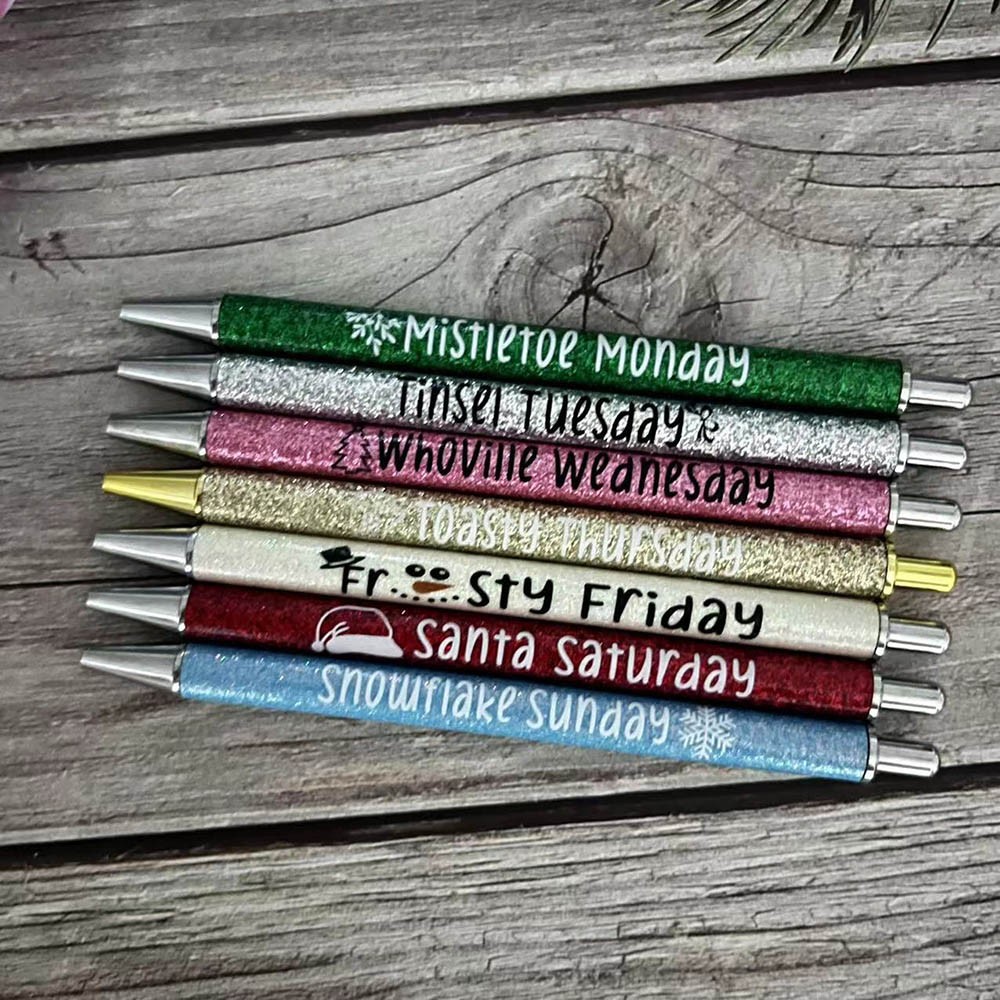 Mistletoe Monday
Tinsel Tuesday
Whoville Wednesday
Toasty Thursday
Fr...sty Friday
Santa Saturday
Snowflake Sunday